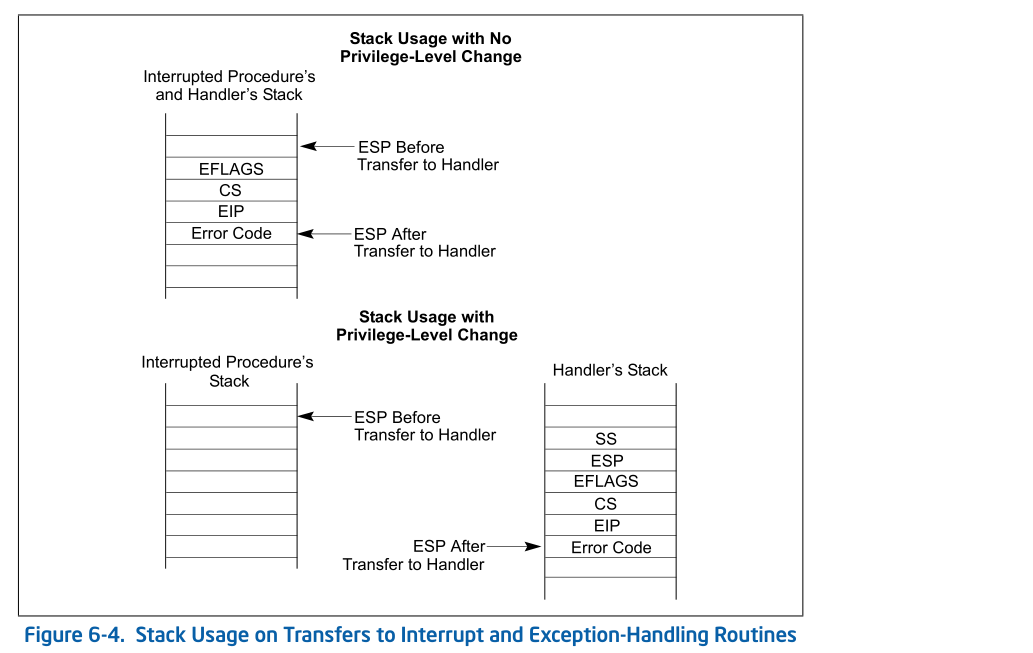 Stack Usage with No
Privilege-Level Change
Interrupted Procedure's
and Handler's Stack
ESP Before
Transfer to Handler
EFLAGS
CS
EIP
Error Code
ESP After
Transfer to Handler
Stack Usage with
Privilege-Level Change
Interrupted Procedure's
Stack
Handler's Stack
ESP Before
Transfer to Handler
SS
ESP
EFLAGS
CS
EIP
ESP After
Transfer to Handler
Error Code
Figure 6-4. Stack Usage on Transfers to Interrupt and Exception-Handling Routines